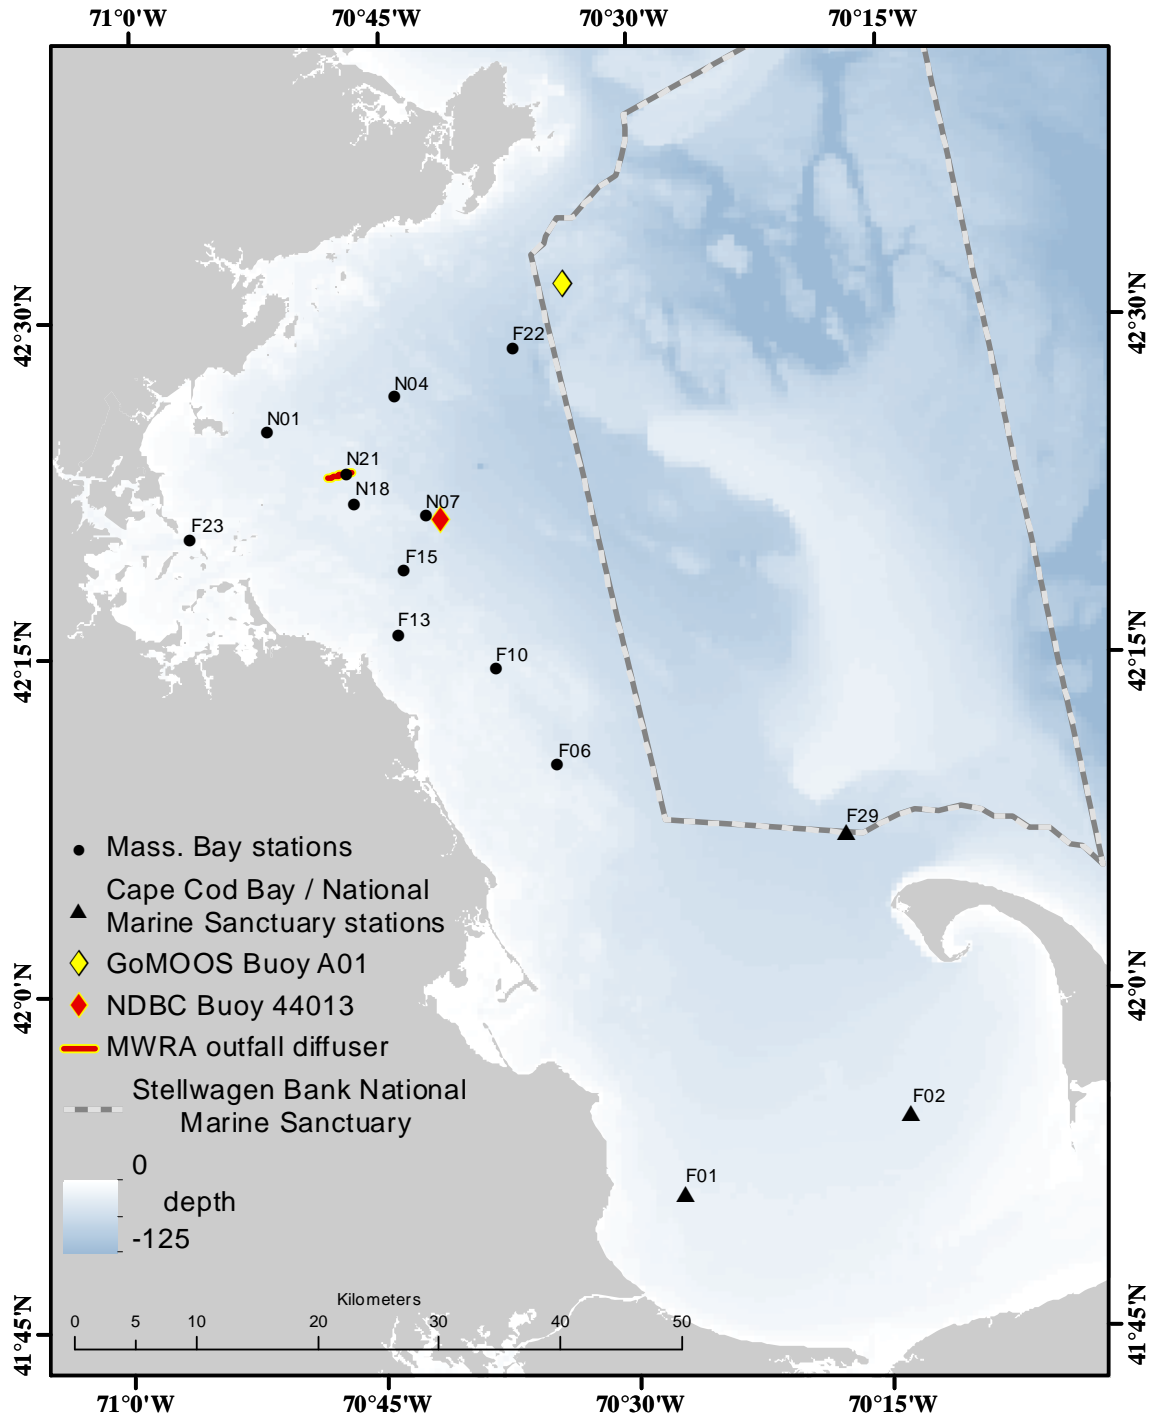 71°0'W
70°45'W
70°30'W
70°15'W
42°30'N
42°30'N
F22
N04
N01
N21
N18
N07
F23
F15
F13
42°15'N
42°15'N
F10
F06
F29
Mass. Bay stations
Cape Cod Bay / National
Marine Sanctuary stations
GoMOOS Buoy A01
42°0'N
42°0'N
NDBC Buoy 44013
MWRA outfall diffuser
Stellwagen Bank National
Marine Sanctuary
F02
F01
0
depth
-125
Kilometers
0 5 10 20 30 40 50
41°45'N
41°45'N
71°0'W
70°45'W
70°30'W
70°15'W